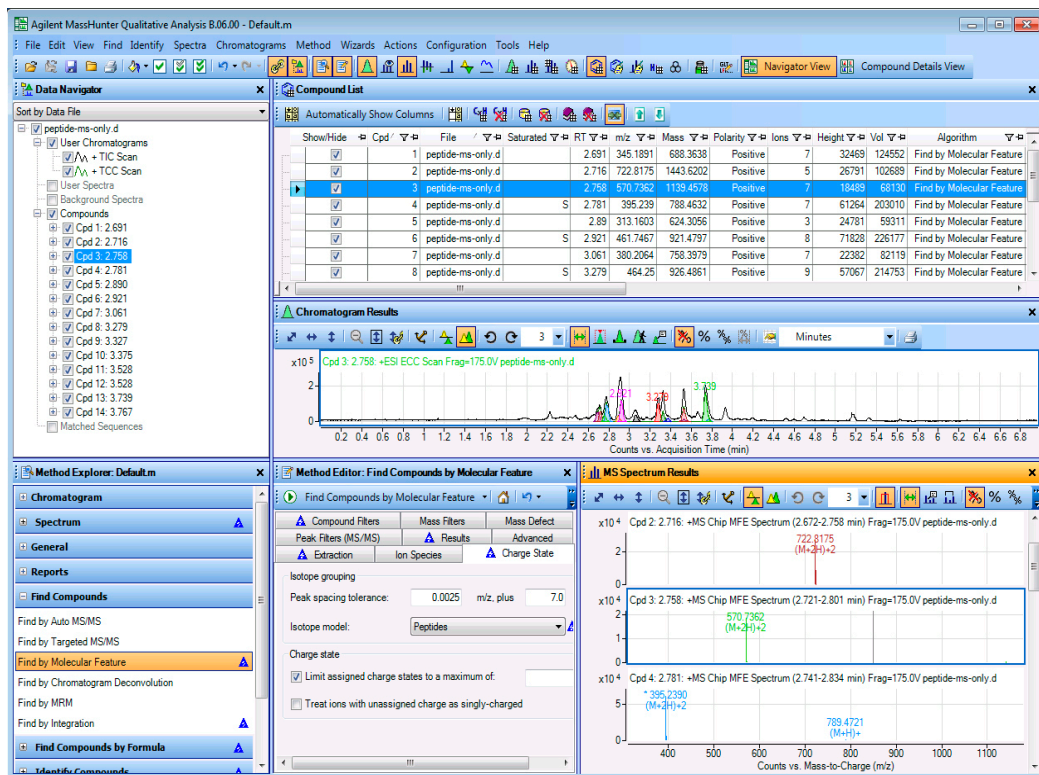 Agilent MassHunter Qualitative Analysis B.06.00 - Default.m
File Edit View Find Identify Spectra Chromatograms Method Wizards Actions Configuration Tools Help
Navigator View Compound Details View
Data Navigator
Sort by Data File
peptide-ms-only.d
User Chromatograms
+ TIC Scan
+ TCC Scan
User Spectra
Background Spectra
Compounds
Cpd 1: 2.691
Cpd 2: 2.716
Cpd 3: 2.758
Cpd 4: 2.781
Cpd 5: 2.890
Cpd 6: 2.921
Cpd 7: 3.061
Cpd 8: 3.279
Cpd 9: 3.327
Cpd 10: 3.375
Cpd 11: 3.528
Cpd 12: 3.528
Cpd 13: 3.739
Cpd 14: 3.767
Matched Sequences
Compound List
Automatically Show Columns
Show/Hide Cpd File Saturated RT m/z Mass Polarity Ions Height Vol Algorithm
1 peptide-ms-only.d 2.691 345.1891 688.3638 Positive 7 32469 124552 Find by Molecular Feature
2 peptide-ms-only.d 2.716 722.8175 1443.6202 Positive 5 26791 102689 Find by Molecular Feature
3 peptide-ms-only.d 2.758 570.7362 1139.4578 Positive 7 18489 68130 Find by Molecular Feature
4 peptide-ms-only.d S 2.781 395.239 788.4632 Positive 7 61264 203010 Find by Molecular Feature
5 peptide-ms-only.d 2.89 313.1603 624.3056 Positive 3 24781 59311 Find by Molecular Feature
6 peptide-ms-only.d S 2.921 461.7467 921.4797 Positive 8 71828 226177 Find by Molecular Feature
7 peptide-ms-only.d 3.061 380.2064 758.3979 Positive 7 22382 82119 Find by Molecular Feature
8 peptide-ms-only.d S 3.279 464.25 926.4861 Positive 9 57067 214753 Find by Molecular Feature
Chromatogram Results
3 Minutes
x10 5 Cpd 3: 2.758: +ESI ECC Scan Frag=175.0V peptide-ms-only.d
2
2.921 3.279 3.739
0
0.2 0.4 0.6 0.8 1 1.2 1.4 1.6 1.8 2 2.2 2.4 2.6 2.8 3 3.2 3.4 3.6 3.8 4 4.2 4.4 4.6 4.8 5 5.2 5.4 5.6 5.8 6 6.2 6.4 6.6 6.8
Counts vs. Acquisition Time (min)
Method Explorer: Default.m
Chromatogram
Spectrum
General
Reports
Find Compounds
Find by Auto MS/MS
Find by Targeted MS/MS
Find by Molecular Feature
Find by Chromatogram Deconvolution
Find by MRM
Find by Integration
Find Compounds by Formula
Identify Compounds
Method Editor: Find Compounds by Molecular Feature
Find Compounds by Molecular Feature
Compound Filters Mass Filters Mass Defect
Peak Filters (MS/MS) Results Advanced
Extraction Ion Species Charge State
Isotope grouping
Peak spacing tolerance: 0.0025 m/z, plus 7.0
Isotope model: Peptides
Charge state
Limit assigned charge states to a maximum of:
Treat ions with unassigned charge as singly-charged
MS Spectrum Results
3
x10 4 Cpd 2: 2.716: +MS Chip MFE Spectrum (2.672-2.758 min) Frag=175.0V peptide-ms-only.d
722.8175
(M+2H)+2
2
0
x10 4 Cpd 3: 2.758: +MS Chip MFE Spectrum (2.721-2.801 min) Frag=175.0V peptide-ms-only.d
2
570.7362
(M+2H)+2
1
0
x10 4 Cpd 4: 2.781: +MS Chip MFE Spectrum (2.741-2.834 min) Frag=175.0V peptide-ms-only.d
* 395.2390
(M+2H)+2
5
789.4721
(M+H)+
0
400 500 600 700 800 900 1000 1100
Counts vs. Mass-to-Charge (m/z)